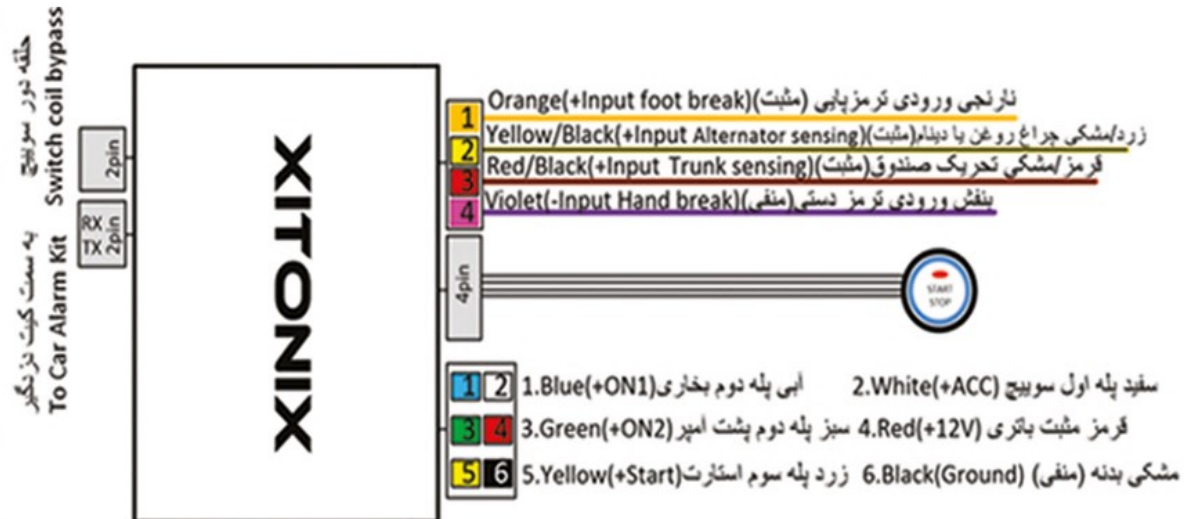 حلقه دور سوییچ
Switch coil bypass
2pin
RX
TX 2pin
به سمت کیت دزدگیر
To Car Alarm Kit
XITONIX
1
Orange(+Input foot break)نارنجی ورودی ترمزپایی (مثبت)
2
Yellow/Black(+Input Alternator sensing)زرد/مشکی چراغ روغن یا دینام(مثبت)
3
Red/Black(+Input Trunk sensing)قرمز/مشکی تحریک صندوق(مثبت)
4
Violet(-Input Hand break)بنفش ورودی ترمز دستی(منفی)
4pin
START
STOP
1 2
1.Blue(+ON1)آبی پله دوم بخاری 2.White(+ACC) سفید پله اول سوییچ
3 4
3.Green(+ON2) سبز پله دوم پشت آمپر 4.Red(+12V) قرمز مثبت باتری
5 6
5.Yellow(+Start)زرد پله سوم استارت 6.Black(Ground) مشکی بدنه (منفی)